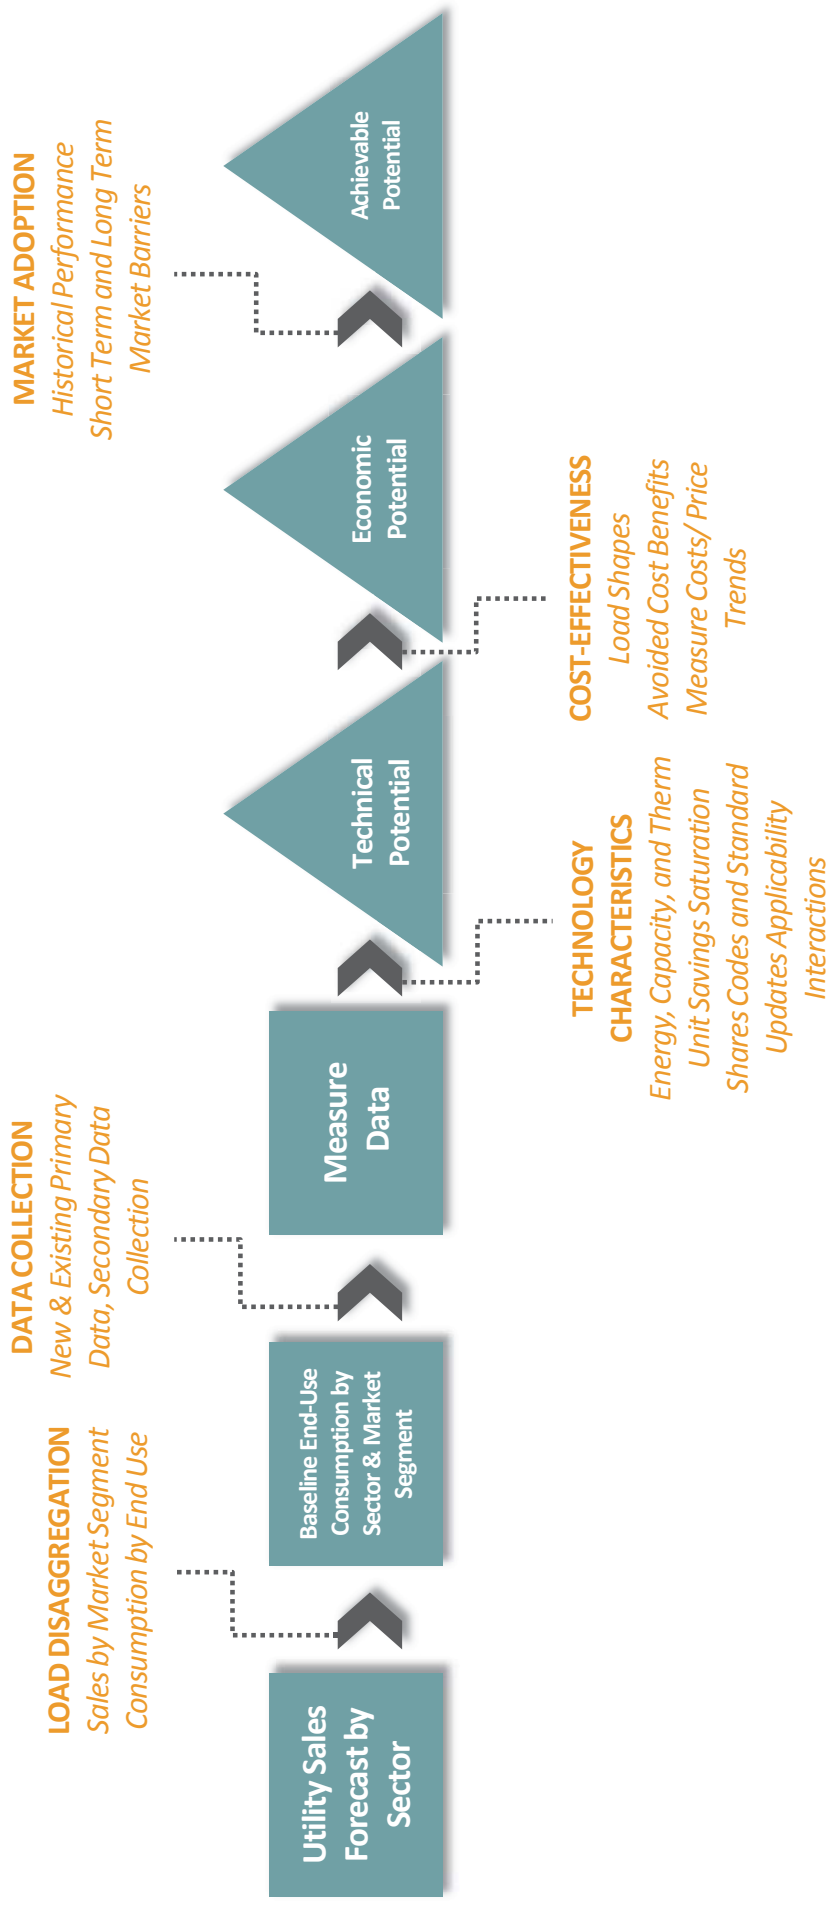 LOAD DISAGGREGATION
Sales by Market Segment
Consumption by End Use
DATA COLLECTION
New & Existing Primary
Data, Secondary Data
Collection
MARKET ADOPTION
Historical Performance
Short Term and Long Term
Market Barriers
Utility Sales
Forecast by
Sector
Baseline End-Use
Consumption by
Sector & Market
Segment
Measure
Data
Technical
Potential
Economic
Potential
Achievable
Potential
TECHNOLOGY
CHARACTERISTICS
Energy, Capacity, and Therm
Unit Savings Saturation
Shares Codes and Standard
Updates Applicability
Interactions
COST-EFFECTIVENESS
Load Shapes
Avoided Cost Benefits
Measure Costs/ Price
Trends